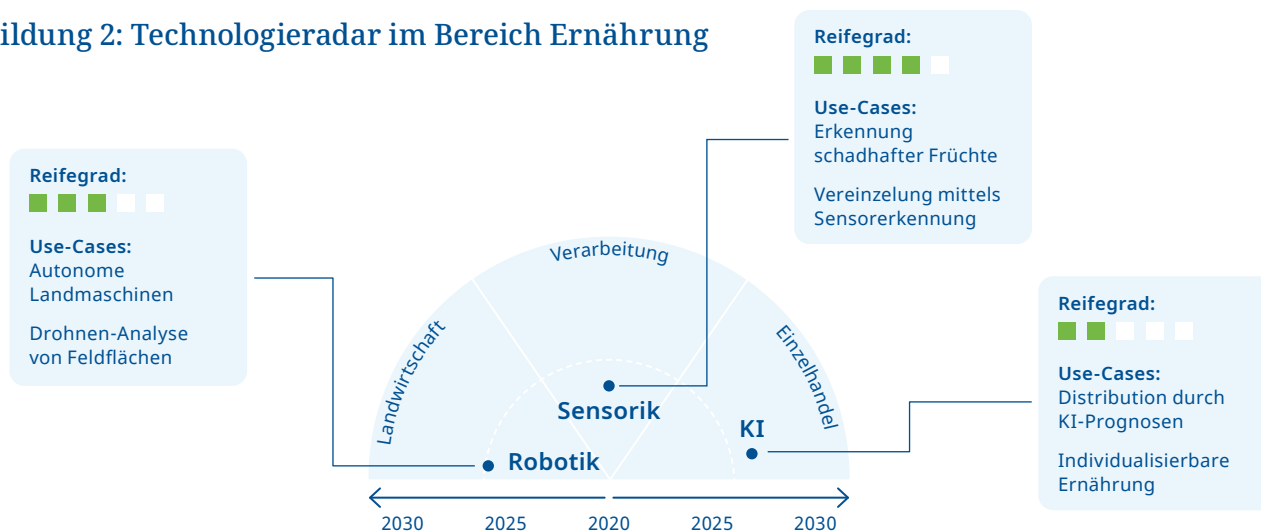 ildung 2: Technologieradar im Bereich Ernährung
Reifegrad:
Use-Cases:
Erkennung
schadhafter Früchte
Vereinzelung mittels
Sensorerkennung
Reifegrad:
Use-Cases:
Autonome
Landmaschinen
Drohnen-Analyse
von Feldflächen
Verarbeitung
Landwirtschaft
Einzelhandel
Reifegrad:
Use-Cases:
Distribution durch
KI-Prognosen
Individualisierbare
Ernährung
Sensorik
KI
Robotik
2030 2025 2020 2025 2030